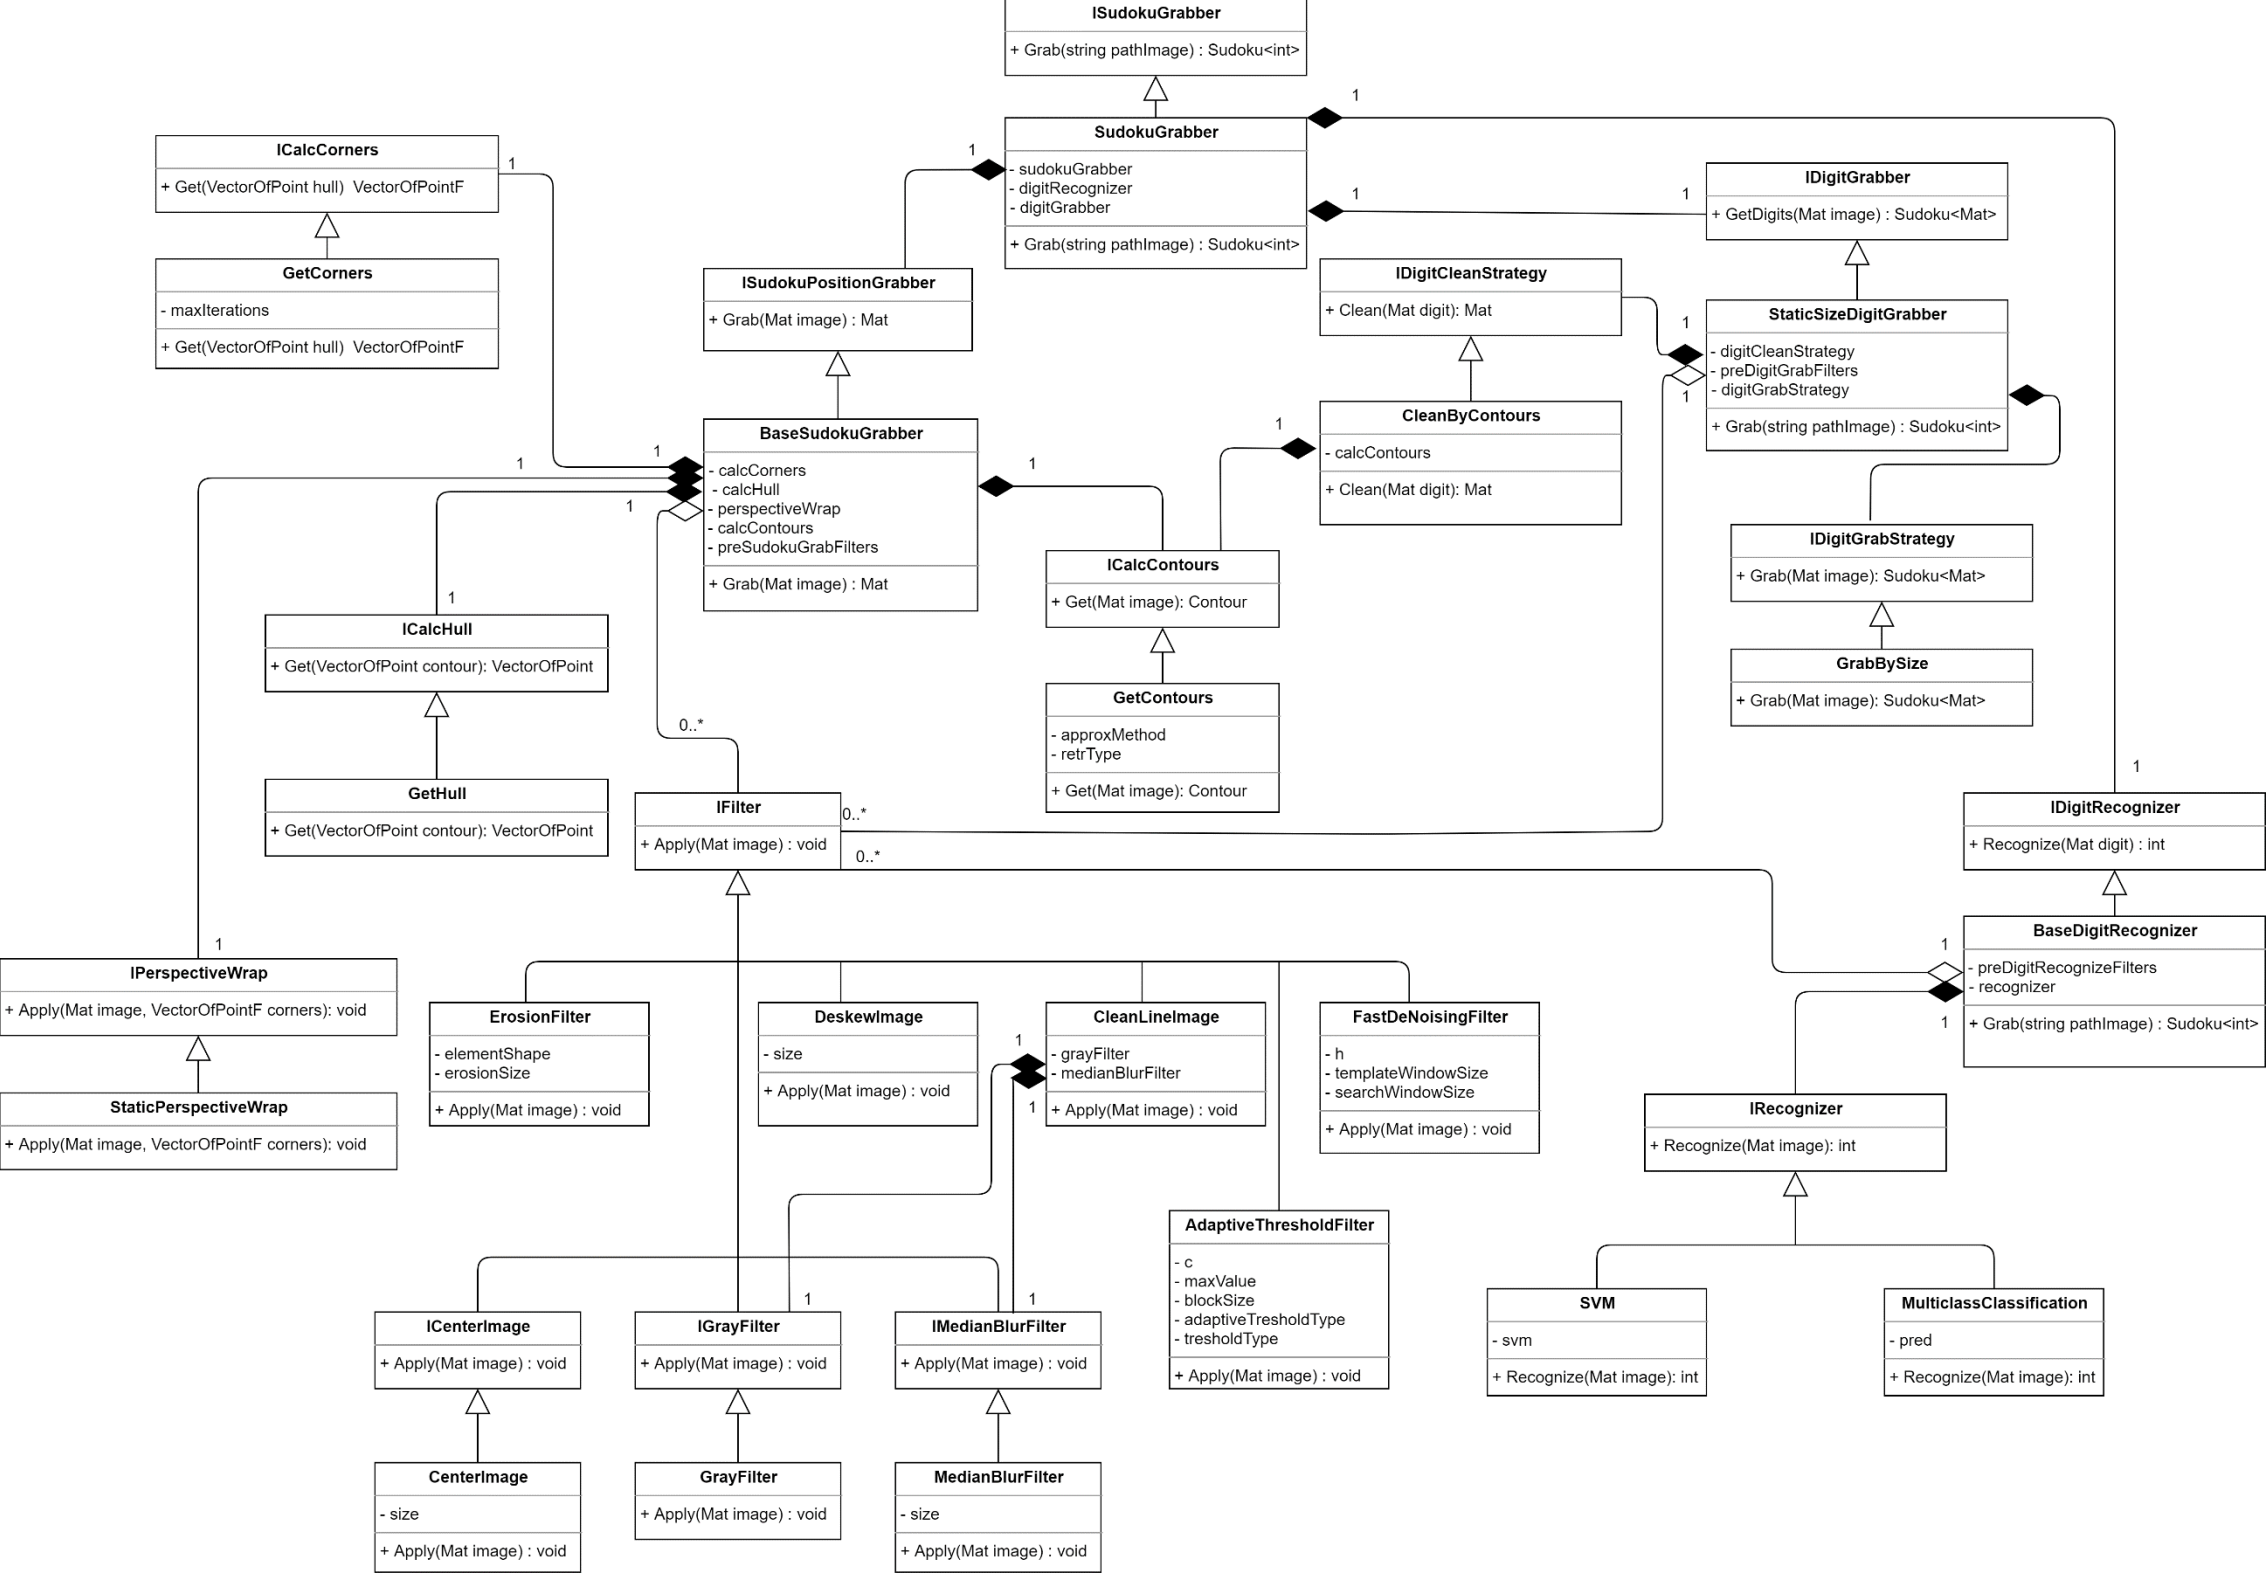 ISudokuGrabber
+ Grab(string pathImage) : Sudoku<int>
1
SudokuGrabber
- sudokuGrabber
- digitRecognizer
- digitGrabber
+ Grab(string pathImage) : Sudoku<int>
1
1
1
ICalcCorners
+ Get(VectorOfPoint hull)  VectorOfPointF
1
GetCorners
- maxIterations
+ Get(VectorOfPoint hull)  VectorOfPointF
ISudokuPositionGrabber
+ Grab(Mat image) : Mat
IDigitGrabber
+ GetDigits(Mat image) : Sudoku<Mat>
IDigitCleanStrategy
+ Clean(Mat digit): Mat
1
1
StaticSizeDigitGrabber
- digitCleanStrategy
- preDigitGrabFilters
- digitGrabStrategy
+ Grab(string pathImage) : Sudoku<int>
CleanByContours
- calcContours
+ Clean(Mat digit): Mat
1
1
1
1
1
BaseSudokuGrabber
- calcCorners
- calcHull
- perspectiveWrap
- calcContours
- preSudokuGrabFilters
+ Grab(Mat image) : Mat
IDigitGrabStrategy
+ Grab(Mat image): Sudoku<Mat>
ICalcContours
+ Get(Mat image): Contour
1
ICalcHull
+ Get(VectorOfPoint contour): VectorOfPoint
GrabBySize
+ Grab(Mat image): Sudoku<Mat>
GetContours
- approxMethod
- retrType
+ Get(Mat image): Contour
0..*
GetHull
+ Get(VectorOfPoint contour): VectorOfPoint
IFilter
+ Apply(Mat image) : void
0..*
0..*
1
IDigitRecognizer
+ Recognize(Mat digit) : int
1
1
BaseDigitRecognizer
- preDigitRecognizeFilters
- recognizer
+ Grab(string pathImage) : Sudoku<int>
1
IPerspectiveWrap
+ Apply(Mat image, VectorOfPointF corners): void
StaticPerspectiveWrap
+ Apply(Mat image, VectorOfPointF corners): void
ErosionFilter
- elementShape
- erosionSize
+ Apply(Mat image) : void
DeskewImage
- size
+ Apply(Mat image) : void
1
1
CleanLineImage
- grayFilter
- medianBlurFilter
+ Apply(Mat image) : void
FastDeNoisingFilter
- h
- templateWindowSize
- searchWindowSize
+ Apply(Mat image) : void
IRecognizer
+ Recognize(Mat image): int
AdaptiveThresholdFilter
- c
- maxValue
- blockSize
- adaptiveTresholdType
- tresholdType
+ Apply(Mat image) : void
SVM
- svm
+ Recognize(Mat image): int
MulticlassClassification
- pred
+ Recognize(Mat image): int
1
1
ICenterImage
+ Apply(Mat image) : void
IGrayFilter
+ Apply(Mat image) : void
IMedianBlurFilter
+ Apply(Mat image) : void
CenterImage
- size
+ Apply(Mat image) : void
GrayFilter
+ Apply(Mat image) : void
MedianBlurFilter
- size
+ Apply(Mat image) : void